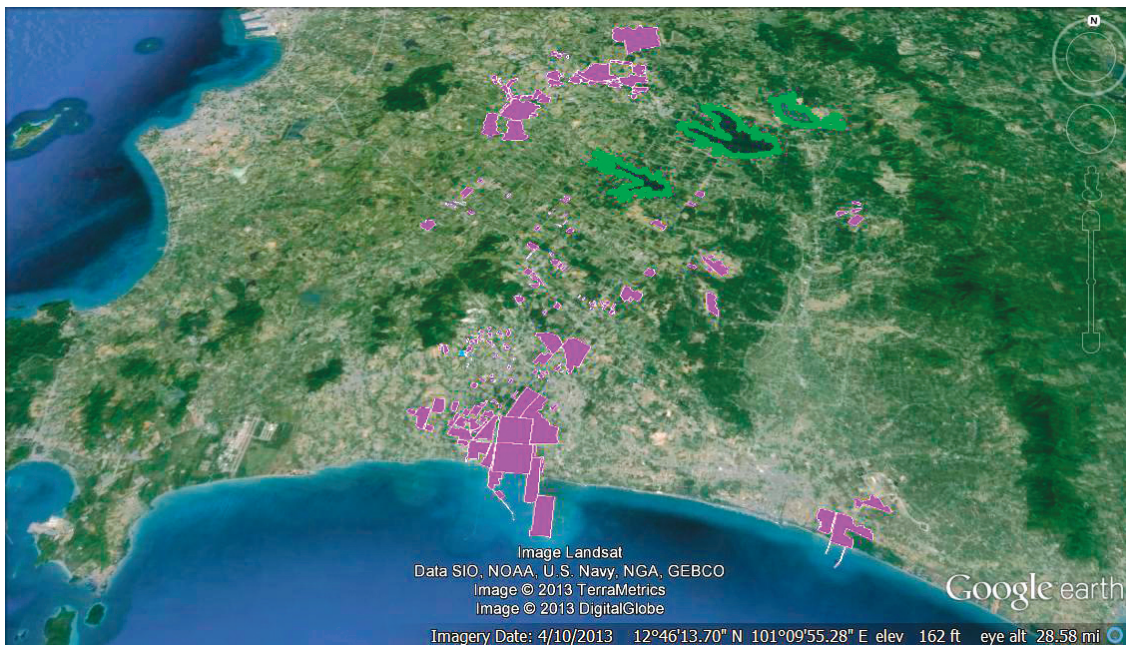 N
Image Landsat
Data SIO, NOAA, U.S. Navy, NGA, GEBCO
Image © 2013 TerraMetrics
Image © 2013 DigitalGlobe
Google earth
Imagery Date: 4/10/2013 12°46'13.70" N 101°09'55.28" E elev 162 ft eye alt 28.58 mi